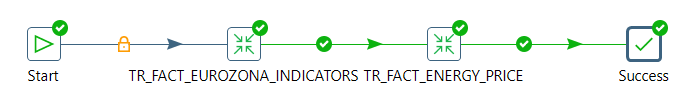 Start
TR_FACT_EUROZONA_INDICATORS
TR_FACT_ENERGY_PRICE
Success